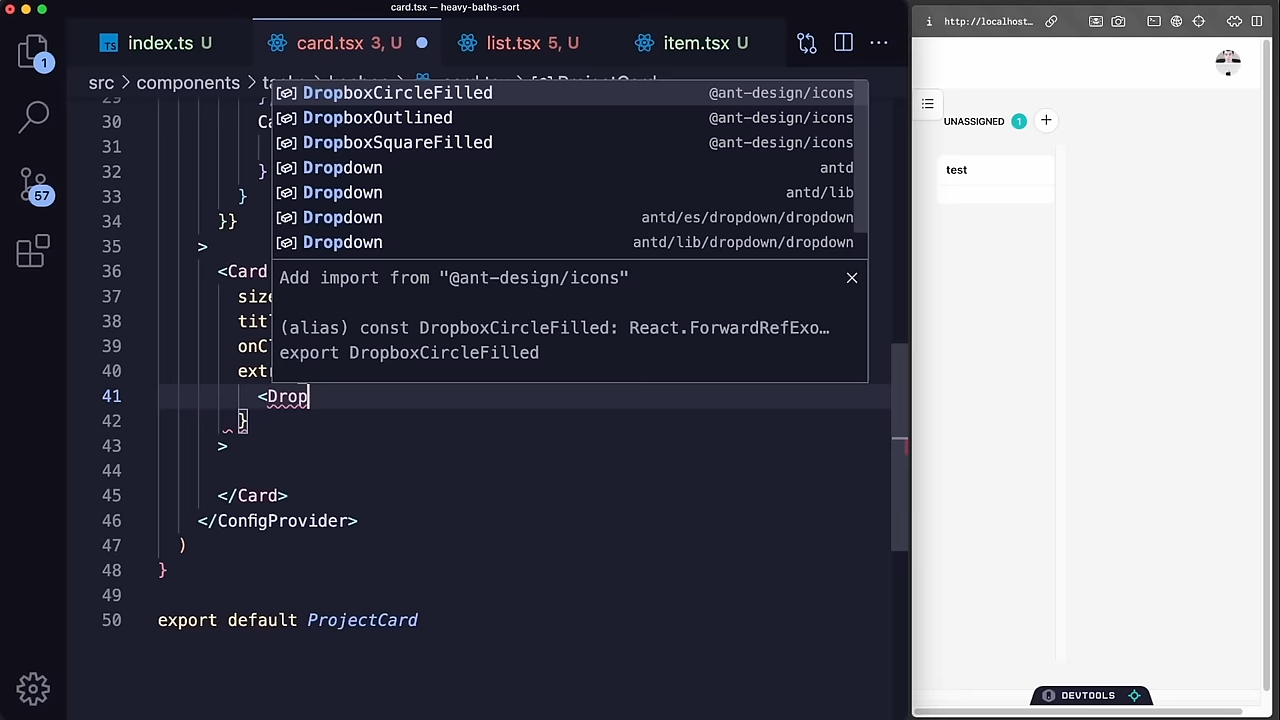 card.tsx — heavy-baths-sort
TS index.ts U
card.tsx 3, U
list.tsx 5, U
item.tsx U
src > components >
DropboxCircleFilled @ant-design/icons
DropboxOutlined @ant-design/icons
DropboxSquareFilled @ant-design/icons
Dropdown antd
Dropdown antd/lib
Dropdown antd/es/dropdown/dropdown
Dropdown antd/lib/dropdown/dropdown
Add import from "@ant-design/icons"
(alias) const DropboxCircleFilled: React.ForwardRefExo…
export DropboxCircleFilled
1
57
29 }
30 Ca
31
32 }
33 }
34 }}
35 >
36 <Card
37 size
38 titl
39 onCl
40 extr
41 <Drop
42 }
43 >
44
45 </Card>
46 </ConfigProvider>
47 )
48 }
49
50 export default ProjectCard
i http://localhost…
UNASSIGNED 1 +
test
DEVTOOLS